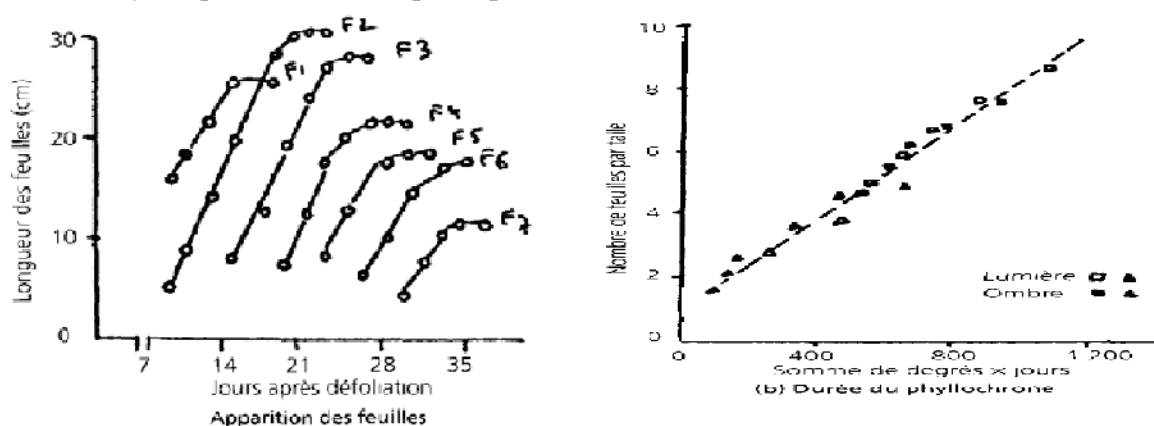 Longueur des feuilles (cm)
30
20
10
0
F1
F2
F3
F4
F5
F6
F7
7
14
21
28
35
Jours après défoliation
Apparition des feuilles
Nombre de feuilles par talle
10
8
6
4
2
0
Lumière
Ombre
0
400
800
1,200
Somme de degrés × jours
(b) Durée du phyllochrone